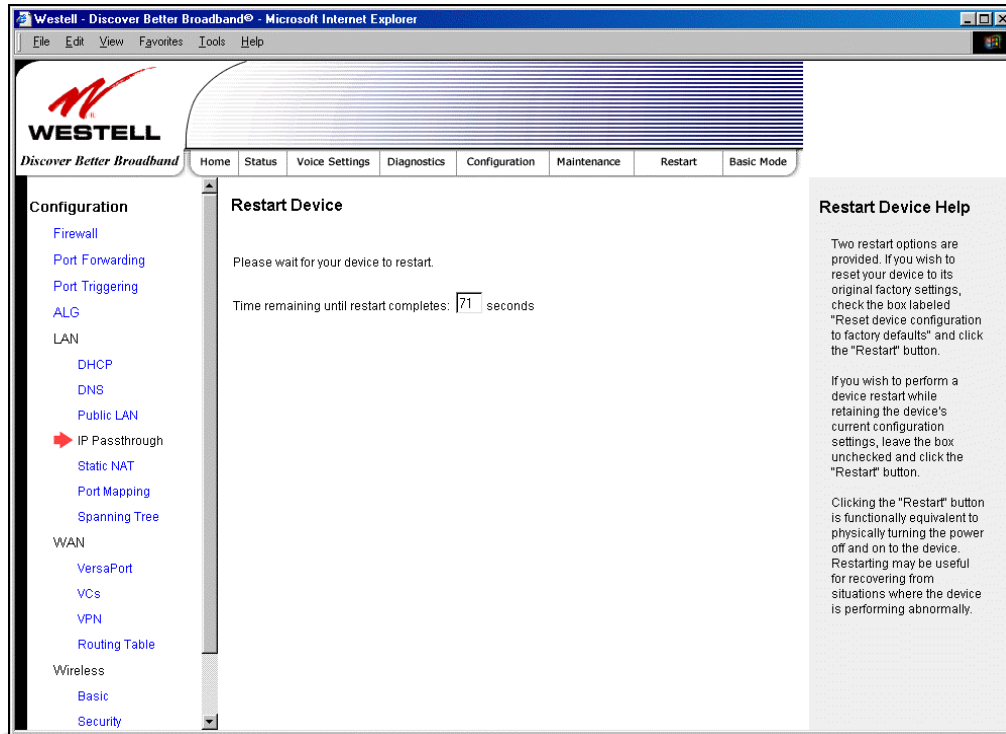 Westell - Discover Better Broadband© - Microsoft Internet Explorer
File Edit View Favorites Tools Help
WESTELL
Discover Better Broadband
Home Status Voice Settings Diagnostics Configuration Maintenance Restart Basic Mode
Configuration
Firewall
Port Forwarding
Port Triggering
ALG
LAN
DHCP
DNS
Public LAN
IP Passthrough
Static NAT
Port Mapping
Spanning Tree
WAN
VersaPort
VCs
VPN
Routing Table
Wireless
Basic
Security
Restart Device
Please wait for your device to restart.
Time remaining until restart completes: 71 seconds
Restart Device Help
Two restart options are
provided. If you wish to
reset your device to its
original factory settings,
check the box labeled
"Reset device configuration
to factory defaults" and click
the "Restart" button.
If you wish to perform a
device restart while
retaining the device's
current configuration
settings, leave the box
unchecked and click the
"Restart" button.
Clicking the "Restart" button
is functionally equivalent to
physically turning the power
off and on to the device.
Restarting may be useful
for recovering from
situations where the device
is performing abnormally.